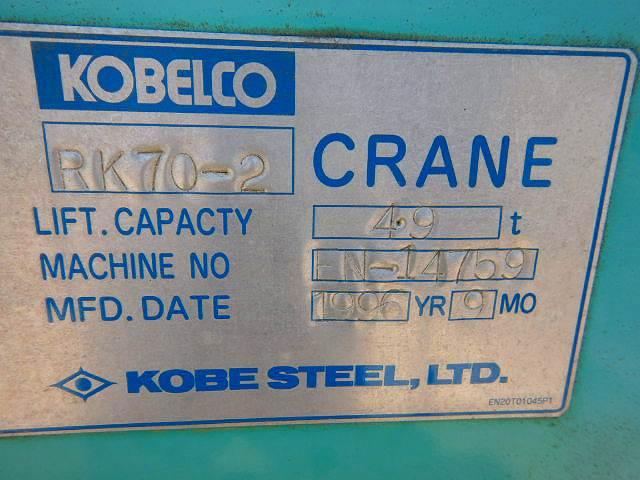 KOBELCO
RK70-2 CRANE
LIFT. CAPACTY 4.9 t
MACHINE NO EN-14759
MFD. DATE 1996 YR 9 MO
KOBE STEEL, LTD.
EN20T01045P1